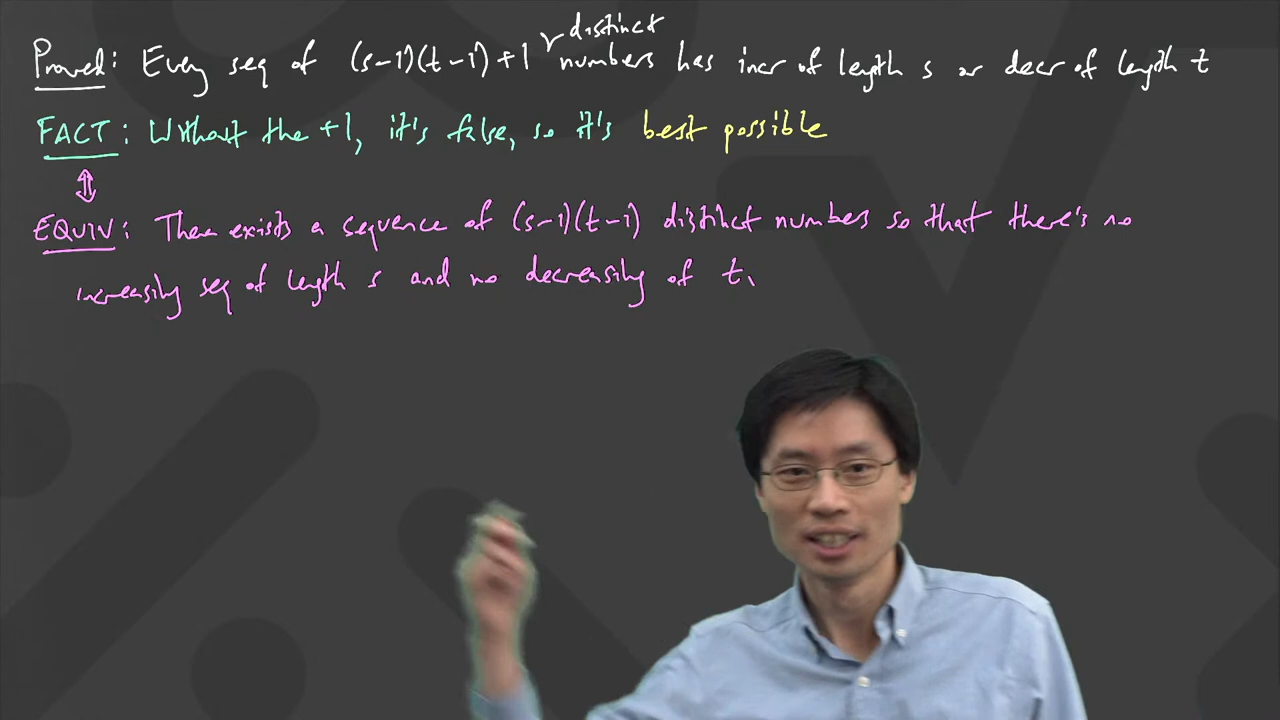 Proved: Every seq of (s-1)(t-1)+1 distinct numbers has incr of length s or decr of length t
FACT: Without the +1, it's false, so it's best possible
⇕
EQUIV: There exists a sequence of (s-1)(t-1) distinct numbers so that there's no
increasing seq of length s and no decreasing of t.